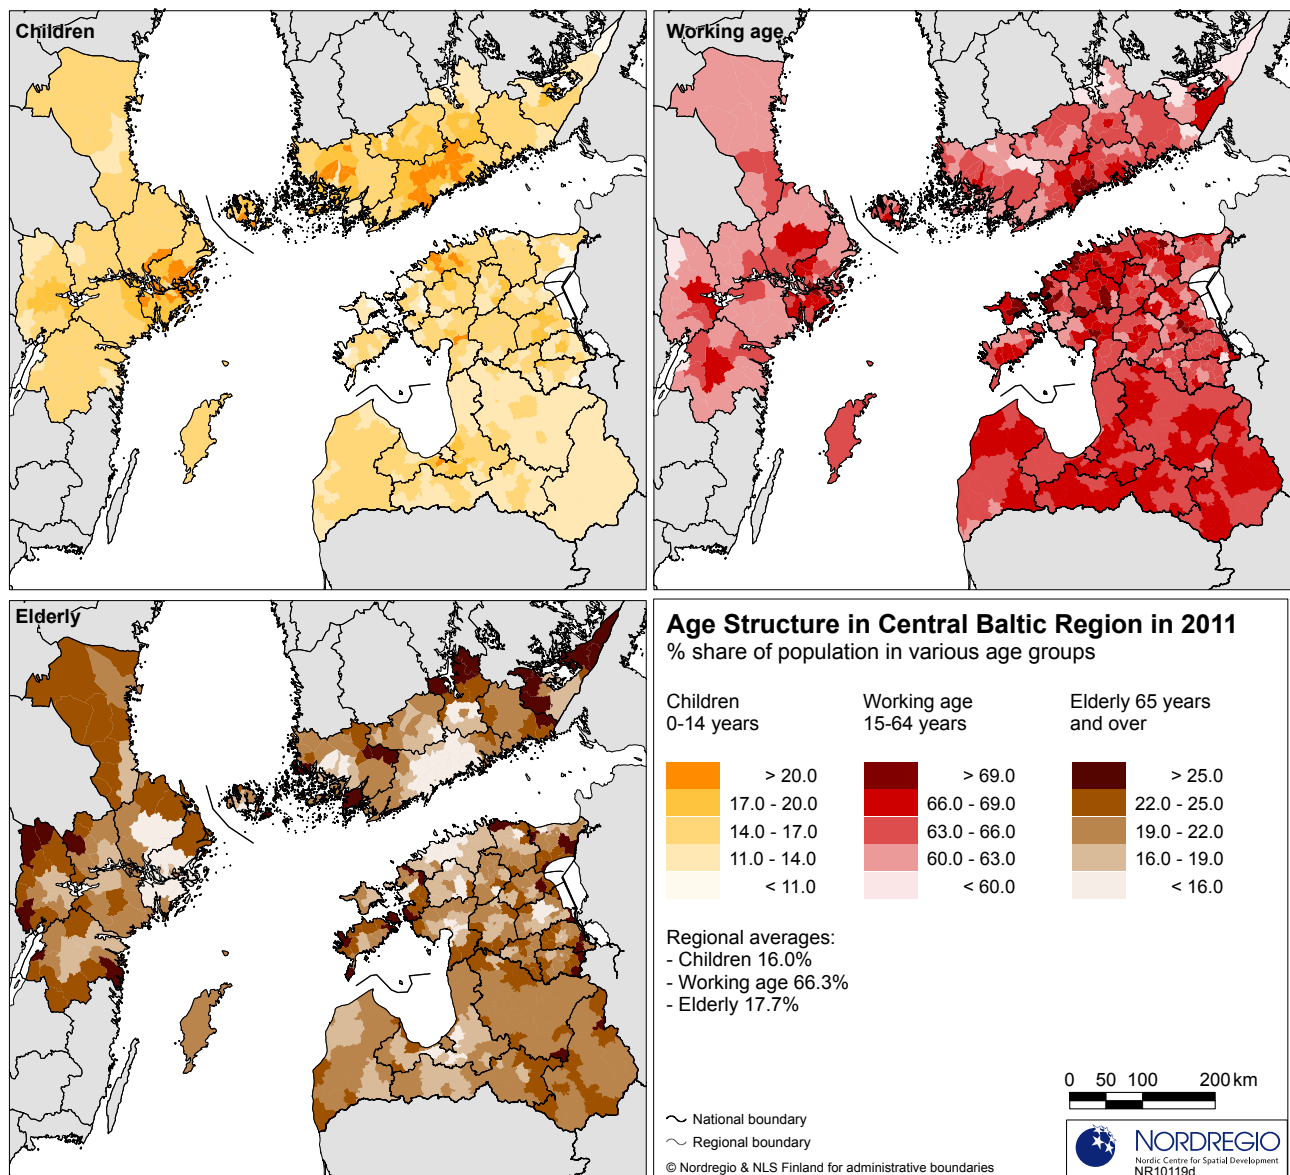 Children
Working age
Elderly
Age Structure in Central Baltic Region in 2011
% share of population in various age groups
Children
0-14 years
Working age
15-64 years
Elderly 65 years
and over
> 20.0
17.0 - 20.0
14.0 - 17.0
11.0 - 14.0
< 11.0
> 69.0
66.0 - 69.0
63.0 - 66.0
60.0 - 63.0
< 60.0
> 25.0
22.0 - 25.0
19.0 - 22.0
16.0 - 19.0
< 16.0
Regional averages:
- Children 16.0%
- Working age 66.3%
- Elderly 17.7%
0 50 100 200 km
National boundary
Regional boundary
© Nordregio & NLS Finland for administrative boundaries
NORDREGIO
Nordic Centre for Spatial Development
NR10119d